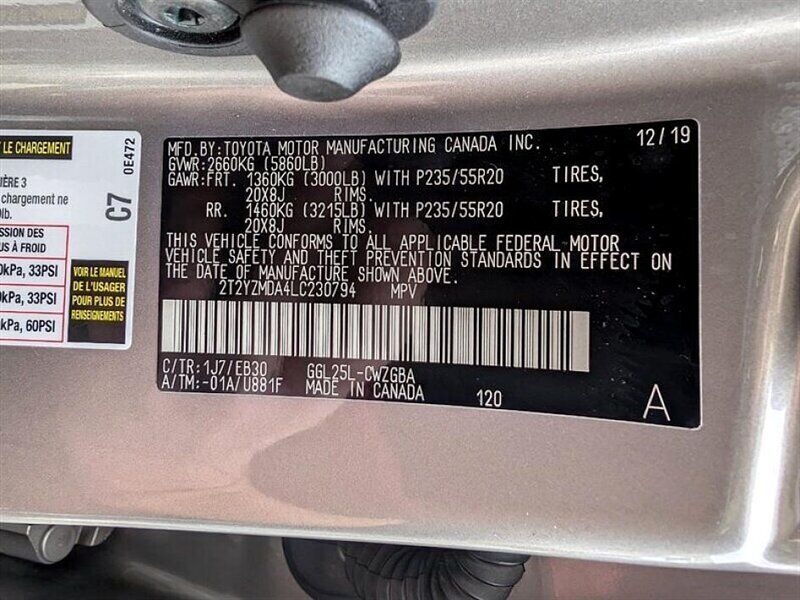 T LE CHARGEMENT
IÈRE 3
chargement ne
lb.
SSION DES
US À FROID
0kPa, 33PSI
0kPa, 33PSI
0kPa, 60PSI
VOIR LE MANUEL
DE L'USAGER
POUR PLUS DE
RENSEIGNEMENTS
C7
0E472
MFD.BY:TOYOTA MOTOR MANUFACTURING CANADA INC. 12/19
GVWR:2660KG (5860LB)
GAWR:FRT. 1360KG (3000LB) WITH P235/55R20 TIRES,
20X8J RIMS.
RR. 1460KG (3215LB) WITH P235/55R20 TIRES,
20X8J RIMS.
THIS VEHICLE CONFORMS TO ALL APPLICABLE FEDERAL MOTOR
VEHICLE SAFETY AND THEFT PREVENTION STANDARDS IN EFFECT ON
THE DATE OF MANUFACTURE SHOWN ABOVE.
2T2YZMDA4LC230794 MPV
C/TR:1J7/EB30 GGL25L-CWZGBA
A/TM:-01A/U881F MADE IN CANADA 120 A